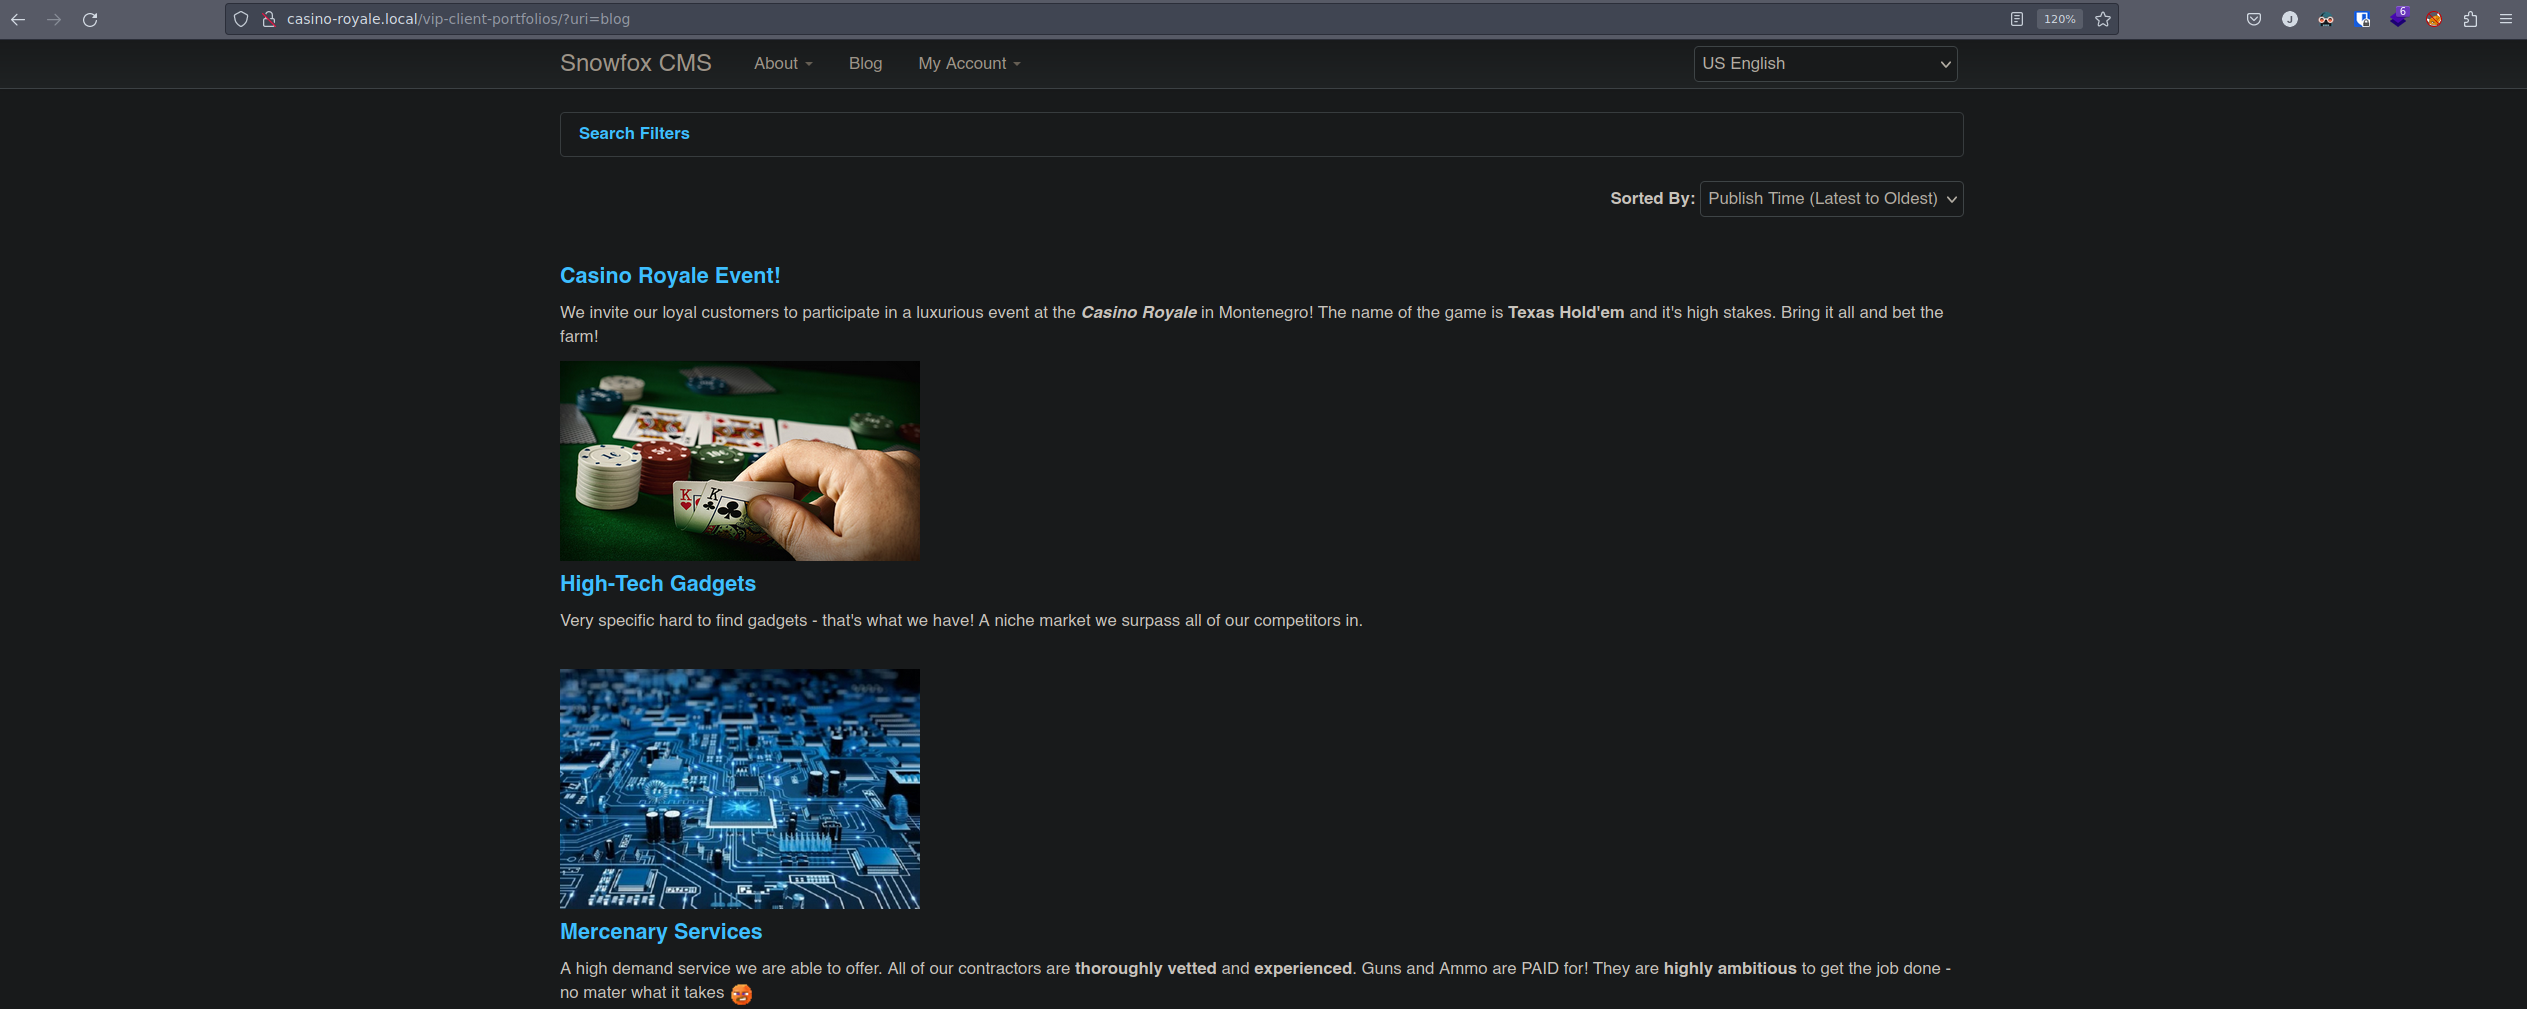 casino-royale.local/vip-client-portfolios/?uri=blog
120%
J
6
Snowfox CMS
About
Blog
My Account
US English
Search Filters
Sorted By: Publish Time (Latest to Oldest)
Casino Royale Event!
We invite our loyal customers to participate in a luxurious event at the Casino Royale in Montenegro! The name of the game is Texas Hold'em and it's high stakes. Bring it all and bet the
farm!
K
K
High-Tech Gadgets
Very specific hard to find gadgets - that's what we have! A niche market we surpass all of our competitors in.
Mercenary Services
A high demand service we are able to offer. All of our contractors are thoroughly vetted and experienced. Guns and Ammo are PAID for! They are highly ambitious to get the job done -
no mater what it takes